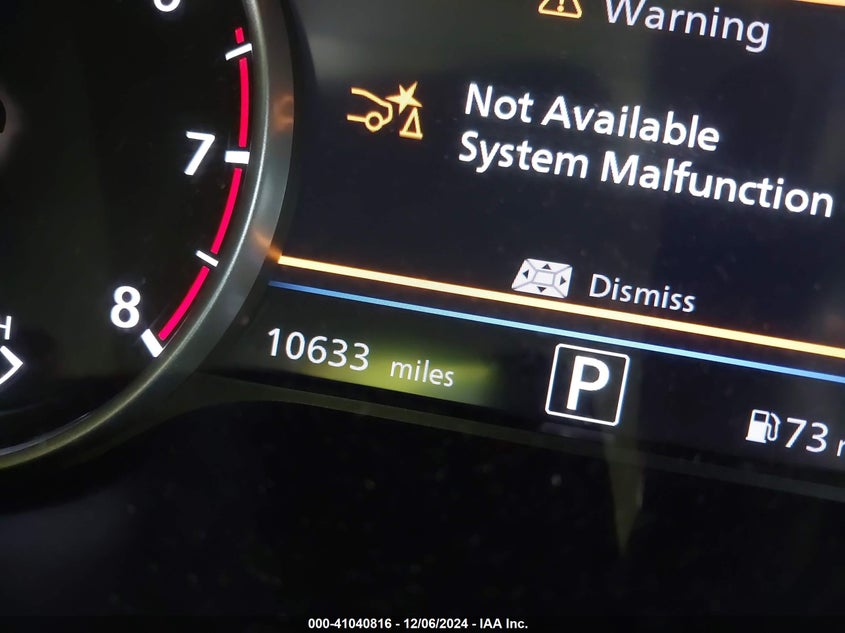 Warning
Not Available
System Malfunction
Dismiss
7
8
10633 miles
P
73
000-41040816 - 12/06/2024 - IAA Inc.